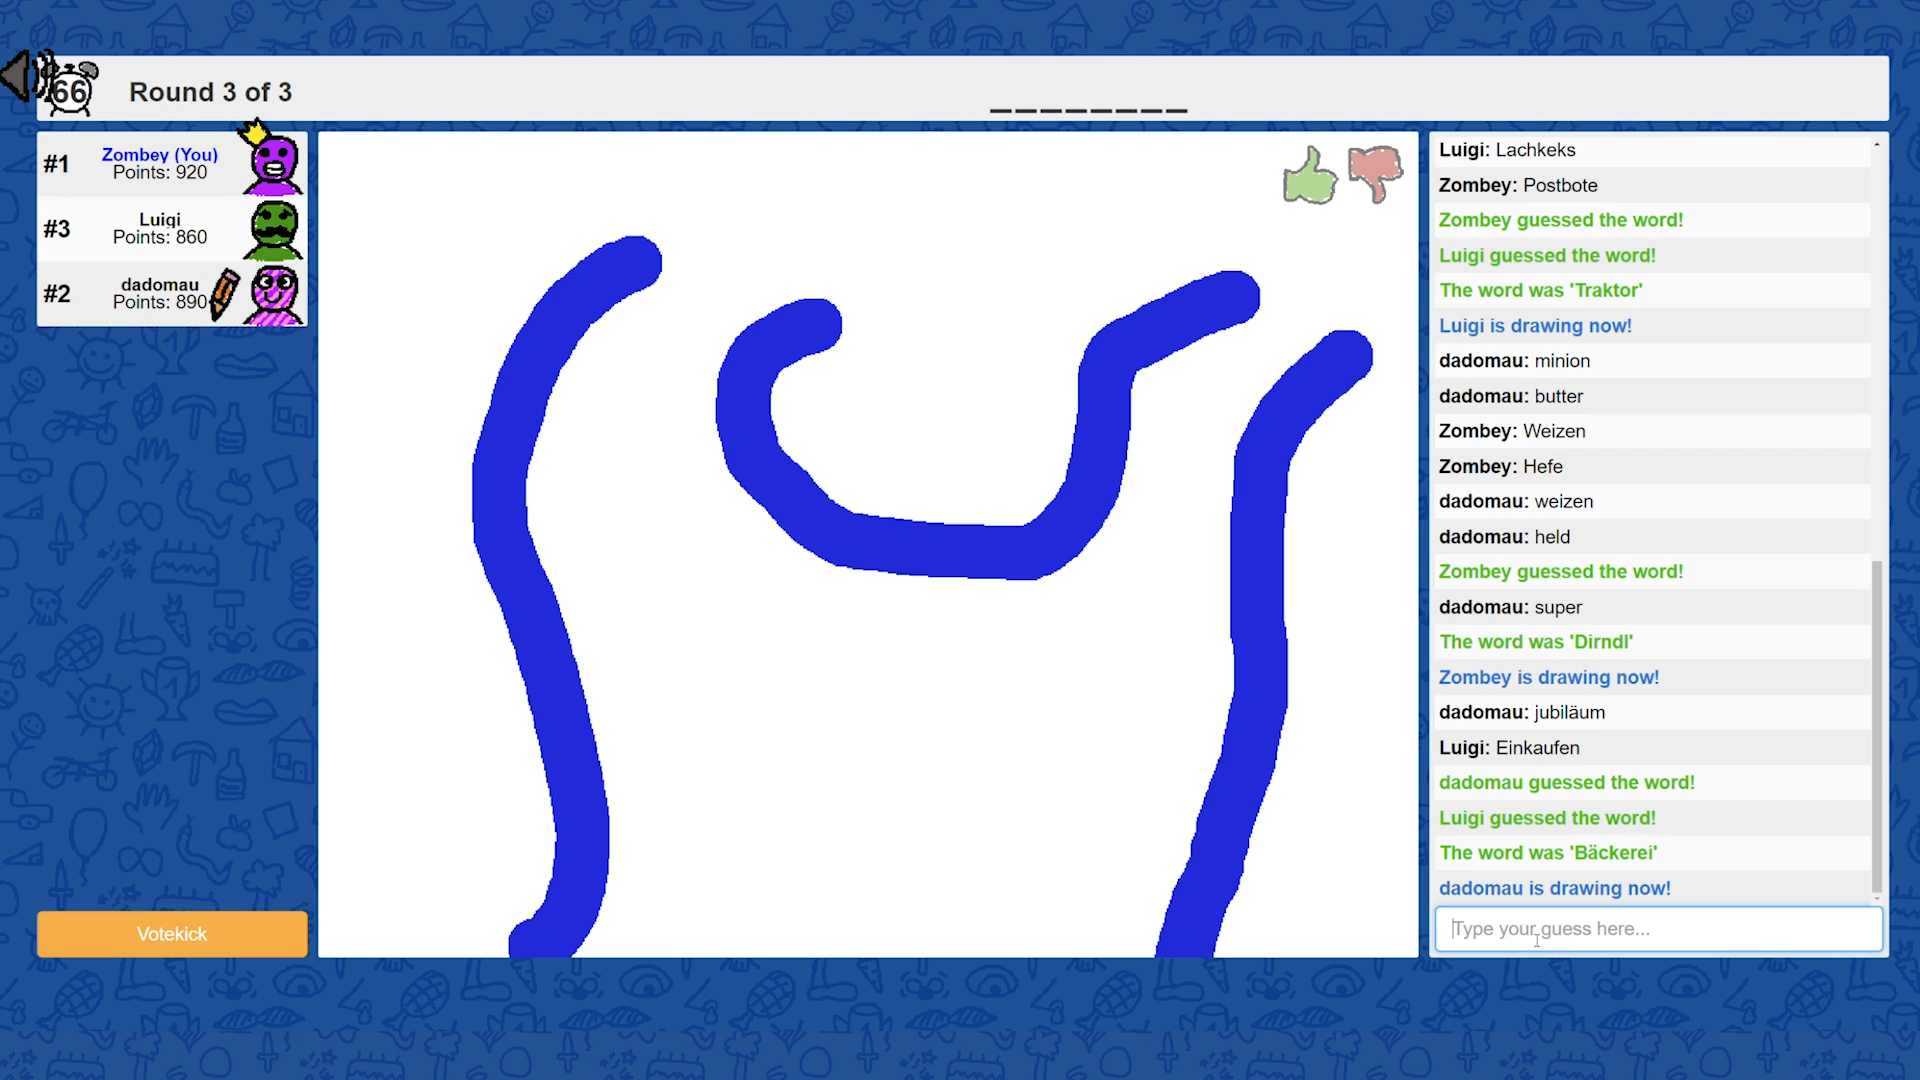 66
Round 3 of 3
________
#1
Zombey (You)
Points: 920
#3
Luigi
Points: 860
#2
dadomau
Points: 890
Votekick
Luigi: Lachkeks
Zombey: Postbote
Zombey guessed the word!
Luigi guessed the word!
The word was 'Traktor'
Luigi is drawing now!
dadomau: minion
dadomau: butter
Zombey: Weizen
Zombey: Hefe
dadomau: weizen
dadomau: held
Zombey guessed the word!
dadomau: super
The word was 'Dirndl'
Zombey is drawing now!
dadomau: jubiläum
Luigi: Einkaufen
dadomau guessed the word!
Luigi guessed the word!
The word was 'Bäckerei'
dadomau is drawing now!
Type your guess here...